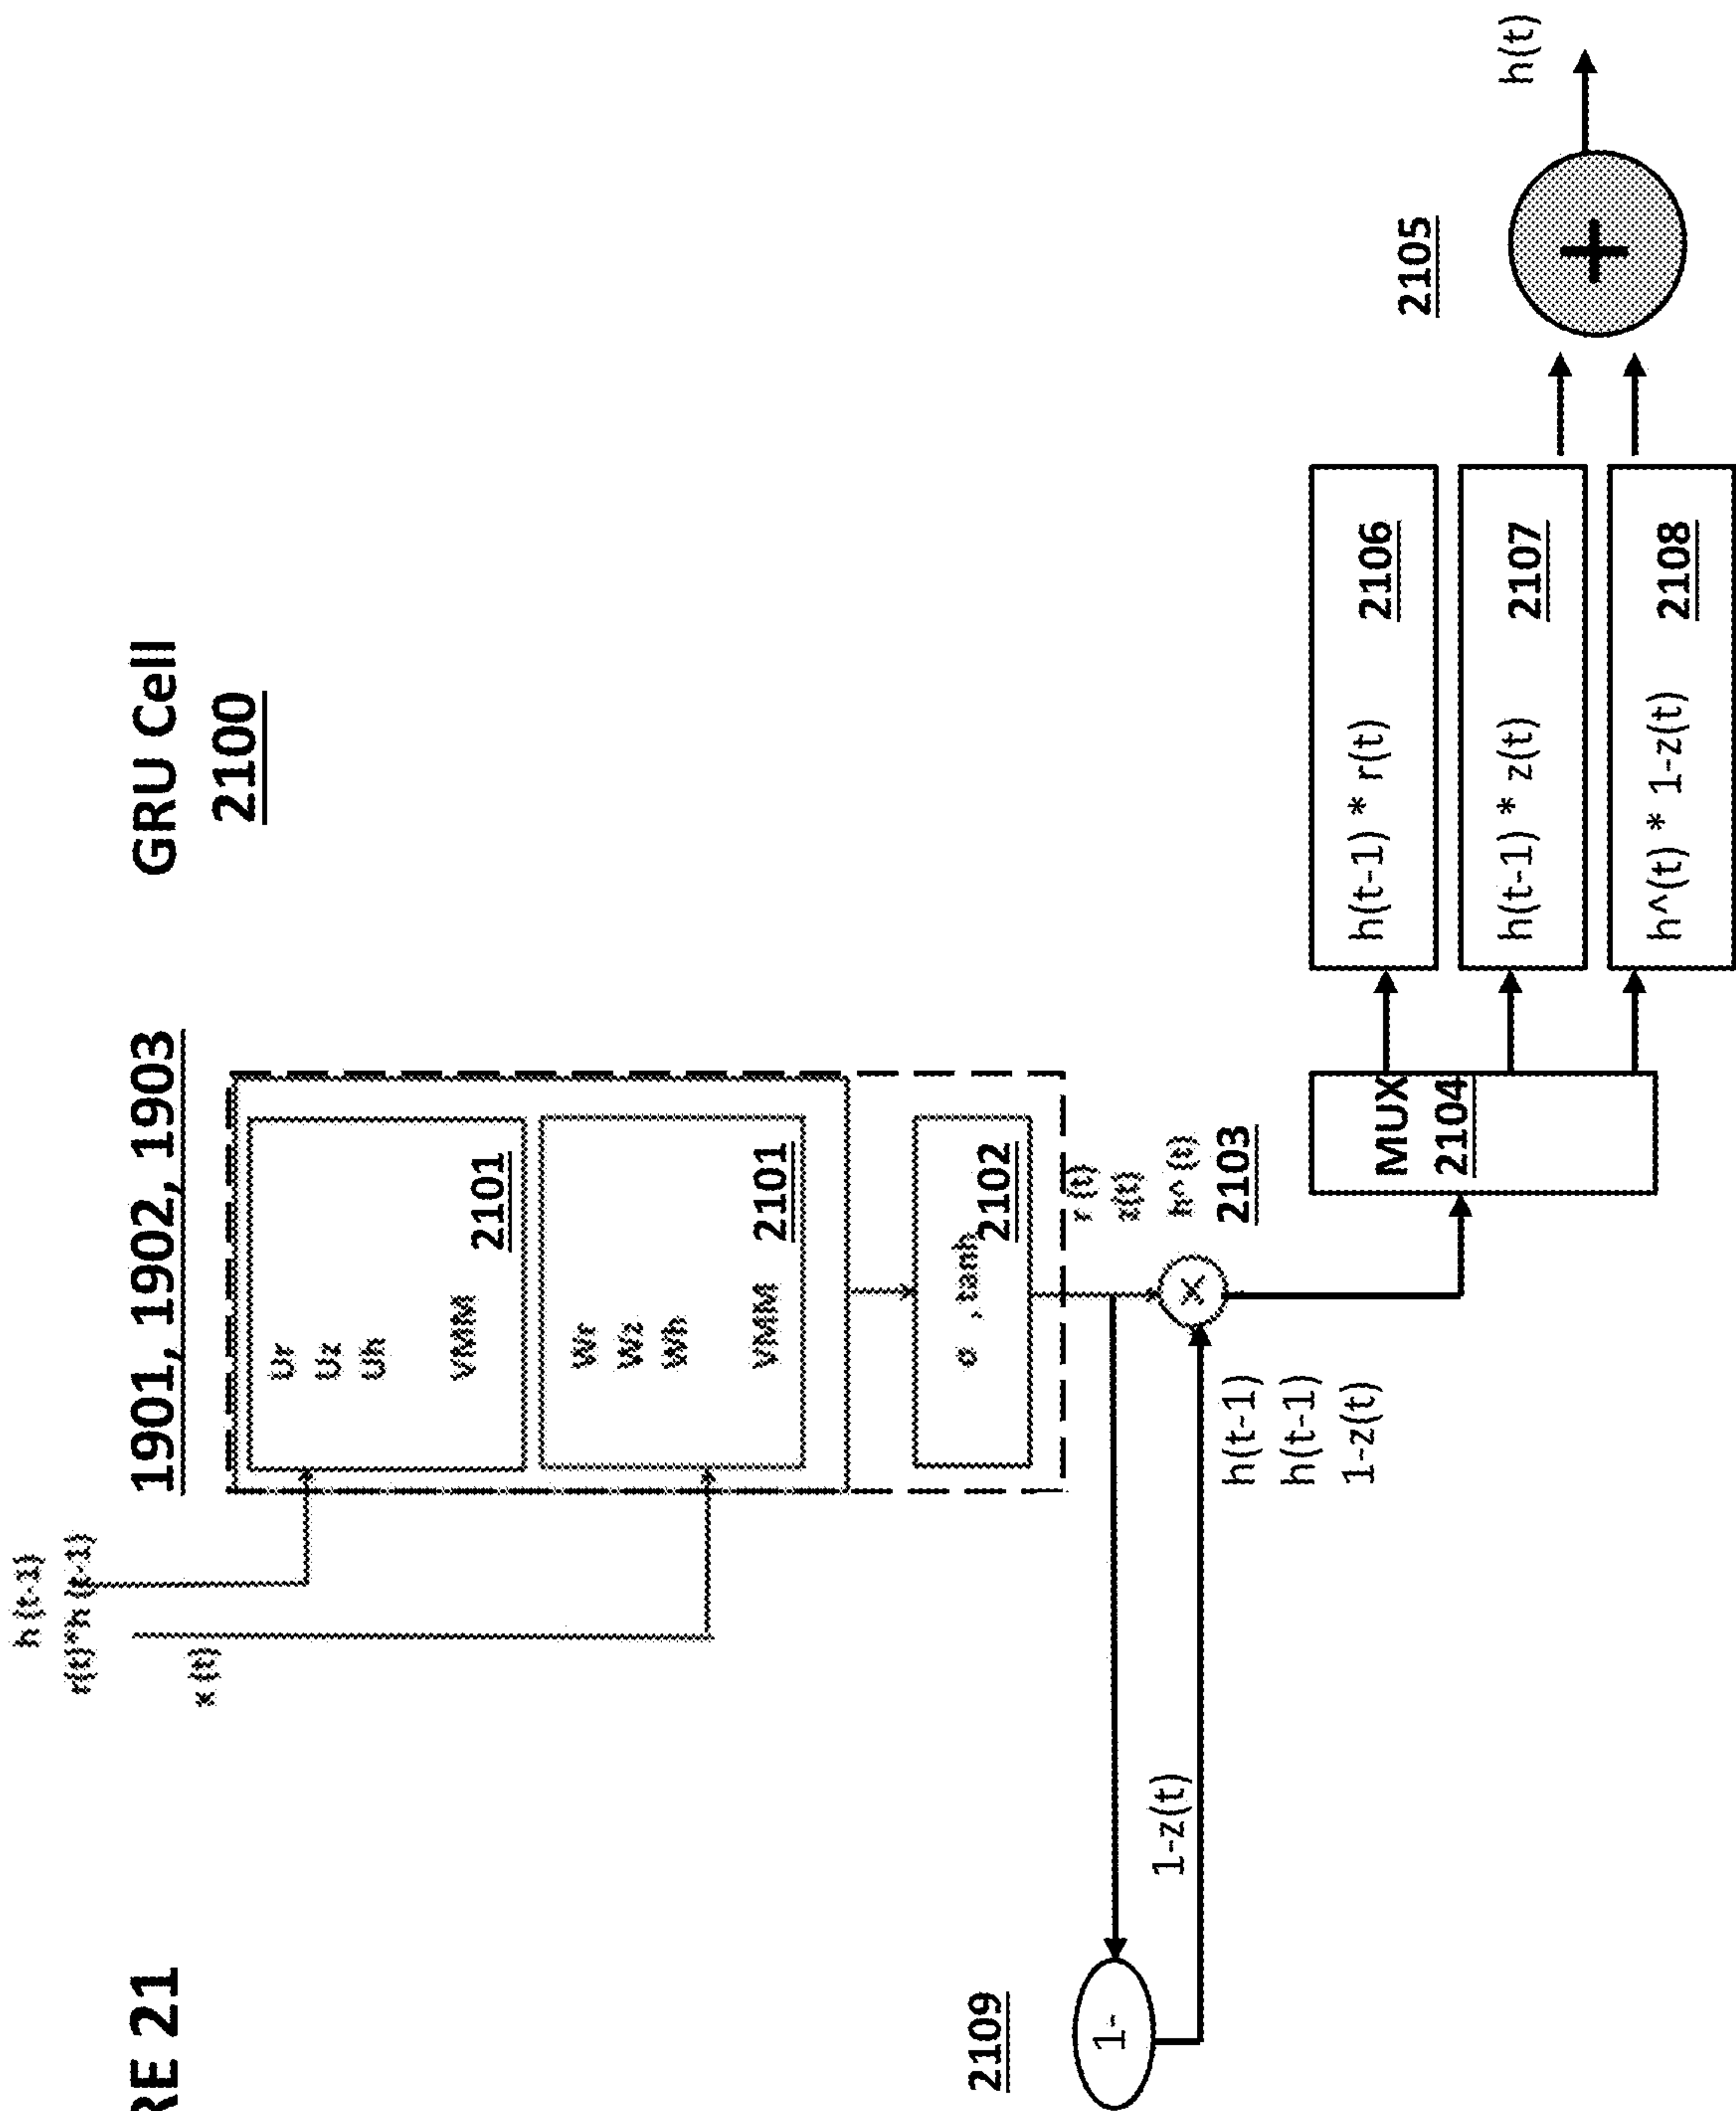 RE 21
1901, 1902, 1903
GRU Cell
2100
h (t-1)
r(t)*h (t-1)
x (t)
Ur
Uz
Uh
VMM
2101
Wr
Wz
Wh
VMM
2101
σ , tanh
2102
r (t)
z(t)
h^ (t)
2103
×
2109
1-
1-z(t)
h(t-1)
h(t-1)
1-z(t)
MUX
2104
h(t-1) * r(t) 2106
h(t-1) * z(t) 2107
h^(t) * 1-z(t) 2108
2105
+
h(t)